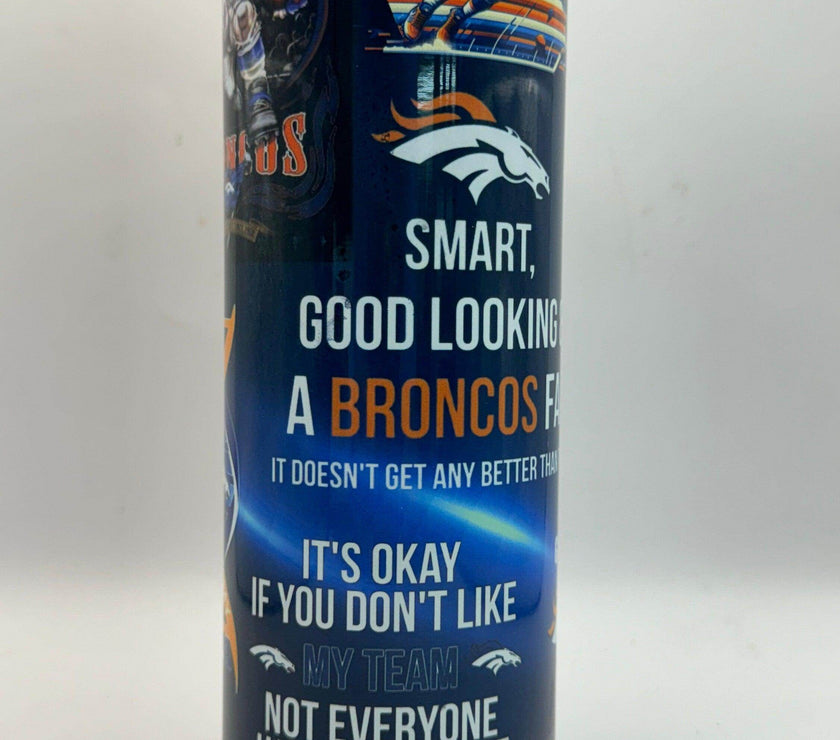 SMART,
GOOD LOOKING
A BRONCOS
IT DOESN'T GET ANY BETTER THAN
IT'S OKAY
IF YOU DON'T LIKE
MY TEAM
NOT EVERYONE